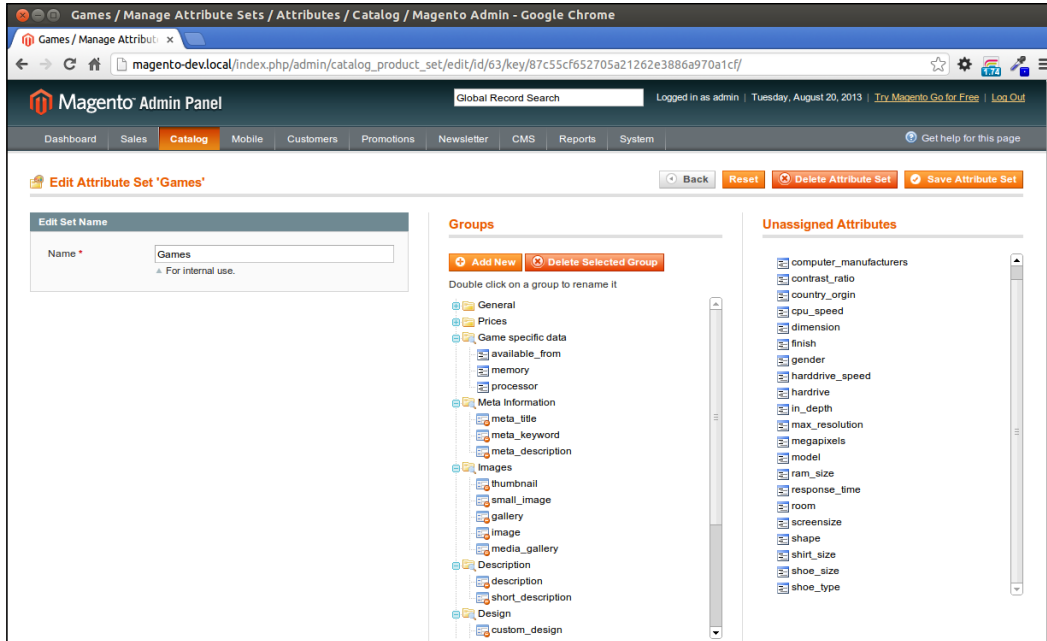 Games / Manage Attribute Sets / Attributes / Catalog / Magento Admin - Google Chrome
Games / Manage Attribut
magento-dev.local/index.php/admin/catalog_product_set/edit/id/63/key/87c55cf652705a21262e3886a970a1cf/
1.7.4
Magento Admin Panel
Global Record Search
Logged in as admin | Tuesday, August 20, 2013 | Try Magento Go for Free | Log Out
Dashboard Sales Catalog Mobile Customers Promotions Newsletter CMS Reports System
Get help for this page
Edit Attribute Set 'Games'
Back Reset Delete Attribute Set Save Attribute Set
Edit Set Name
Name *
Games
For internal use.
Groups
Add New Delete Selected Group
Double click on a group to rename it
General
Prices
Game specific data
available_from
memory
processor
Meta Information
meta_title
meta_keyword
meta_description
Images
thumbnail
small_image
gallery
image
media_gallery
Description
description
short_description
Design
custom_design
Unassigned Attributes
computer_manufacturers
contrast_ratio
country_orgin
cpu_speed
dimension
finish
gender
harddrive_speed
hardrive
in_depth
max_resolution
megapixels
model
ram_size
response_time
room
screensize
shape
shirt_size
shoe_size
shoe_type